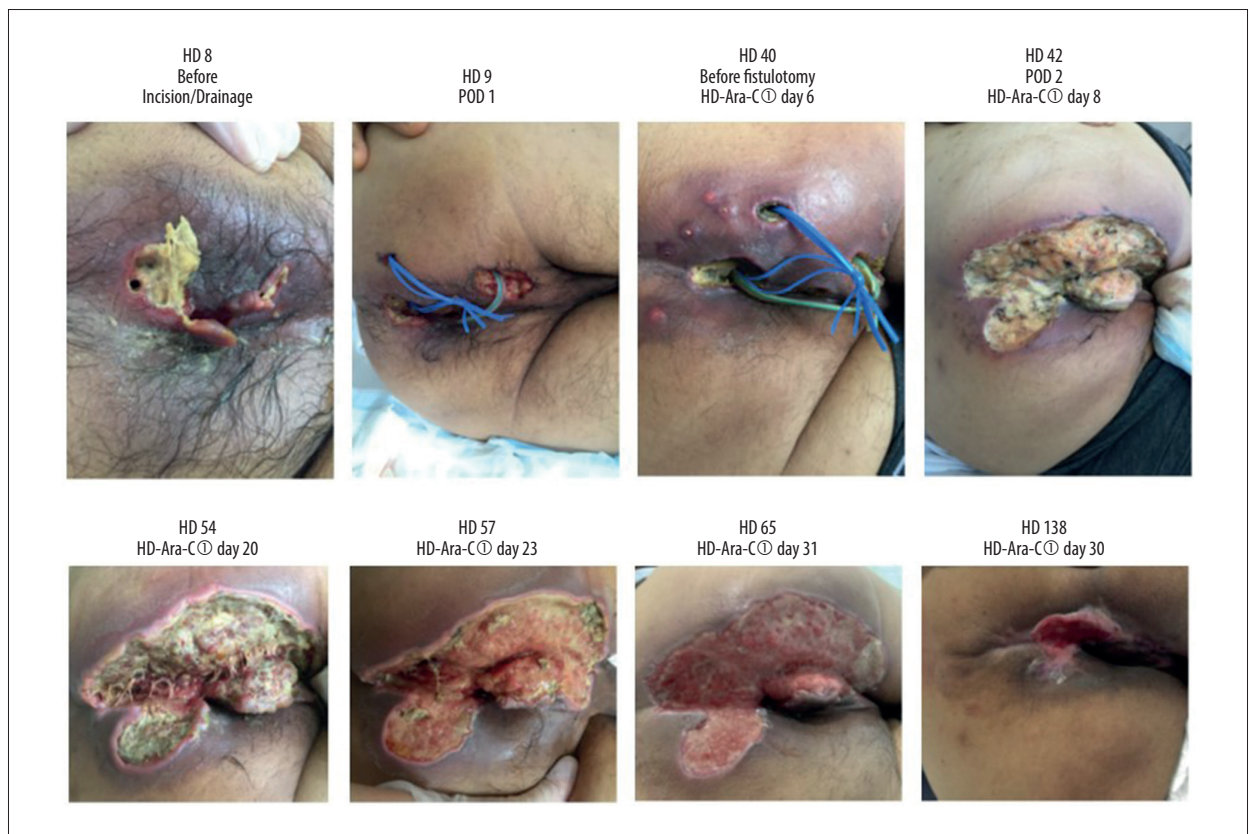 HD 8
Before
Incision/Drainage
HD 9
POD 1
HD 40
Before fistulotomy
HD-Ara-C① day 6
HD 42
POD 2
HD-Ara-C① day 8
HD 54
HD-Ara-C① day 20
HD 57
HD-Ara-C① day 23
HD 65
HD-Ara-C① day 31
HD 138
HD-Ara-C① day 30